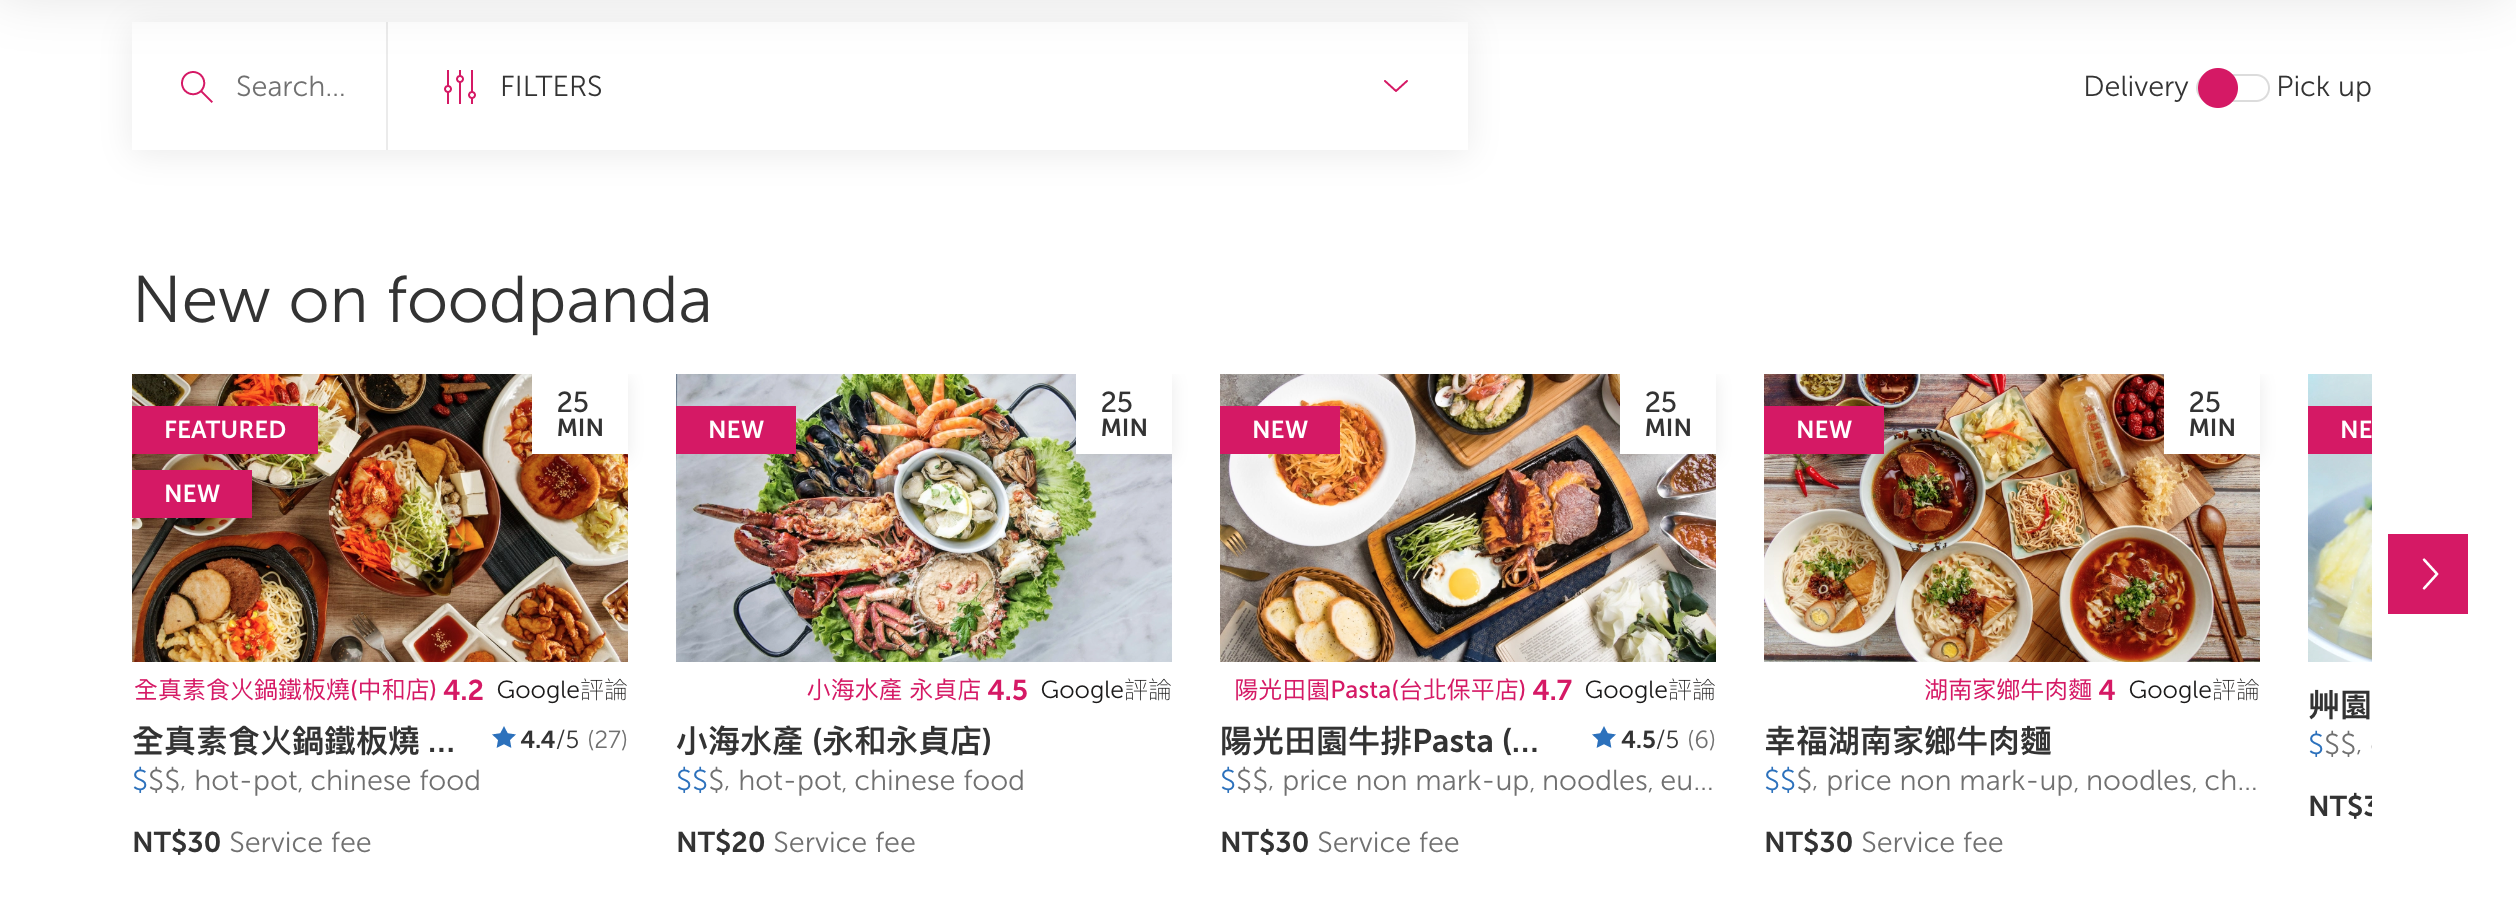 Search...
FILTERS
Delivery
Pick up
New on foodpanda
FEATURED
NEW
25
MIN
全真素食火鍋鐵板燒(中和店) 4.2 Google評論
全真素食火鍋鐵板燒 ...
4.4/5 (27)
$$$, hot-pot, chinese food
NT$30 Service fee
NEW
25
MIN
小海水產 永貞店 4.5 Google評論
小海水產 (永和永貞店)
$$$, hot-pot, chinese food
NT$20 Service fee
NEW
25
MIN
陽光田園Pasta(台北保平店) 4.7 Google評論
陽光田園牛排Pasta (...
4.5/5 (6)
$$$, price non mark-up, noodles, eu...
NT$30 Service fee
NEW
25
MIN
湖南家鄉牛肉麵 4 Google評論
幸福湖南家鄉牛肉麵
$$$, price non mark-up, noodles, ch...
NT$30 Service fee
NE
艸園
$$$,
NT$3